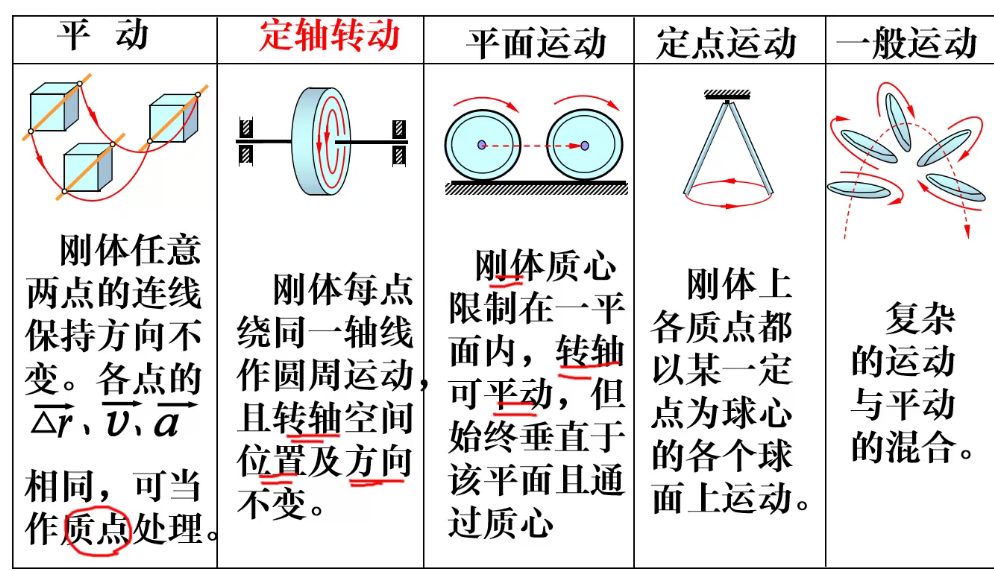 平 动
定轴转动
平面运动
定点运动
一般运动
刚体任意
两点的连线
保持方向不
变。各点的
△r、v、a
相同，可当
作质点处理。
刚体每点
绕同一轴线
作圆周运动，
且转轴空间
位置及方向
不变。
刚体质心
限制在一平
面内，转轴
可平动，但
始终垂直于
该平面且通
过质心
刚体上
各质点都
以某一定
点为球心
的各个球
面上运动。
复杂
的运动
与平动
的混合。